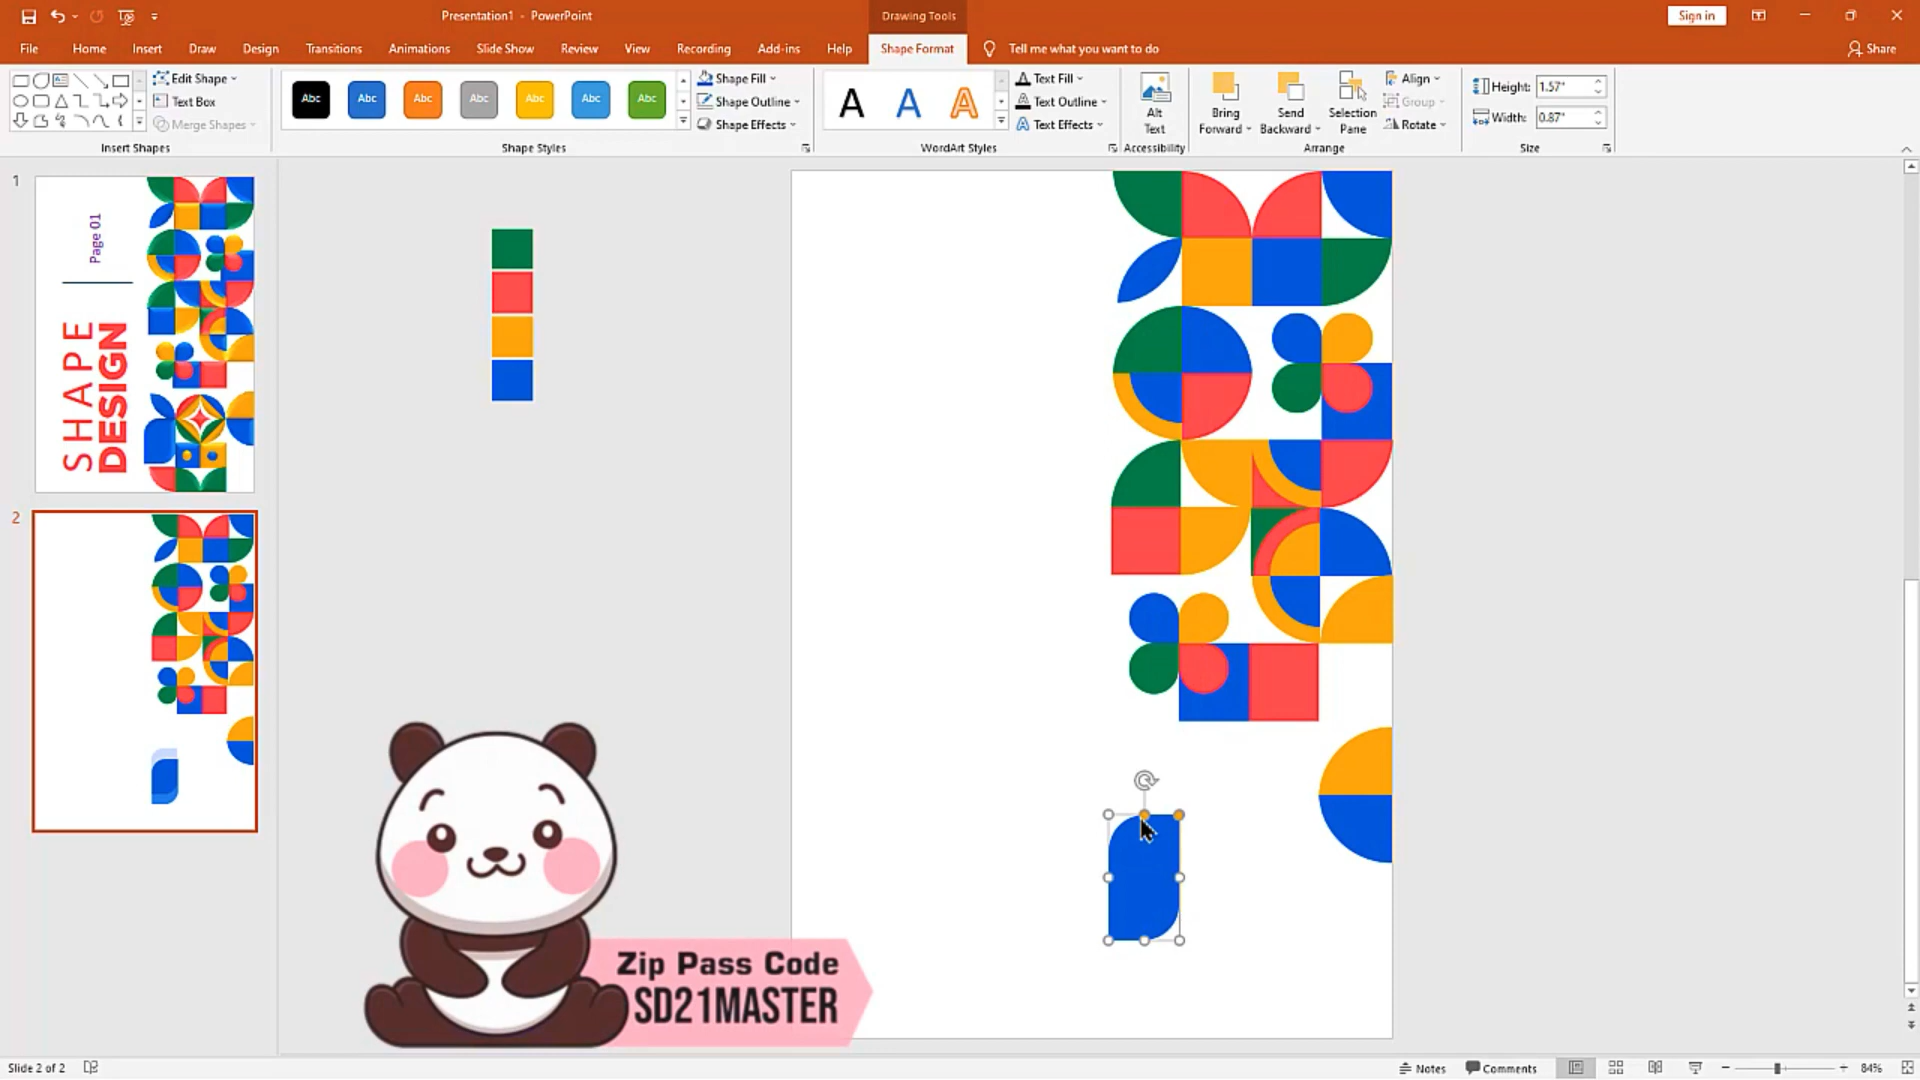 Presentation1 - PowerPoint
Drawing Tools
Sign in
File
Home
Insert
Draw
Design
Transitions
Animations
Slide Show
Review
View
Recording
Add-ins
Help
Shape Format
Tell me what you want to do
Share
Edit Shape
Text Box
Merge Shapes
Insert Shapes
Abc
Abc
Abc
Abc
Abc
Abc
Abc
Shape Fill
Shape Outline
Shape Effects
Shape Styles
A
A
A
Text Fill
Text Outline
Text Effects
WordArt Styles
Alt
Text
Accessibility
Bring
Forward
Send
Backward
Selection
Pane
Align
Group
Rotate
Arrange
Height: 1.57"
Width: 0.87"
Size
1
Page 01
SHAPE
DESIGN
2
Zip Pass Code
SD21MASTER
Slide 2 of 2
Notes
Comments
84%